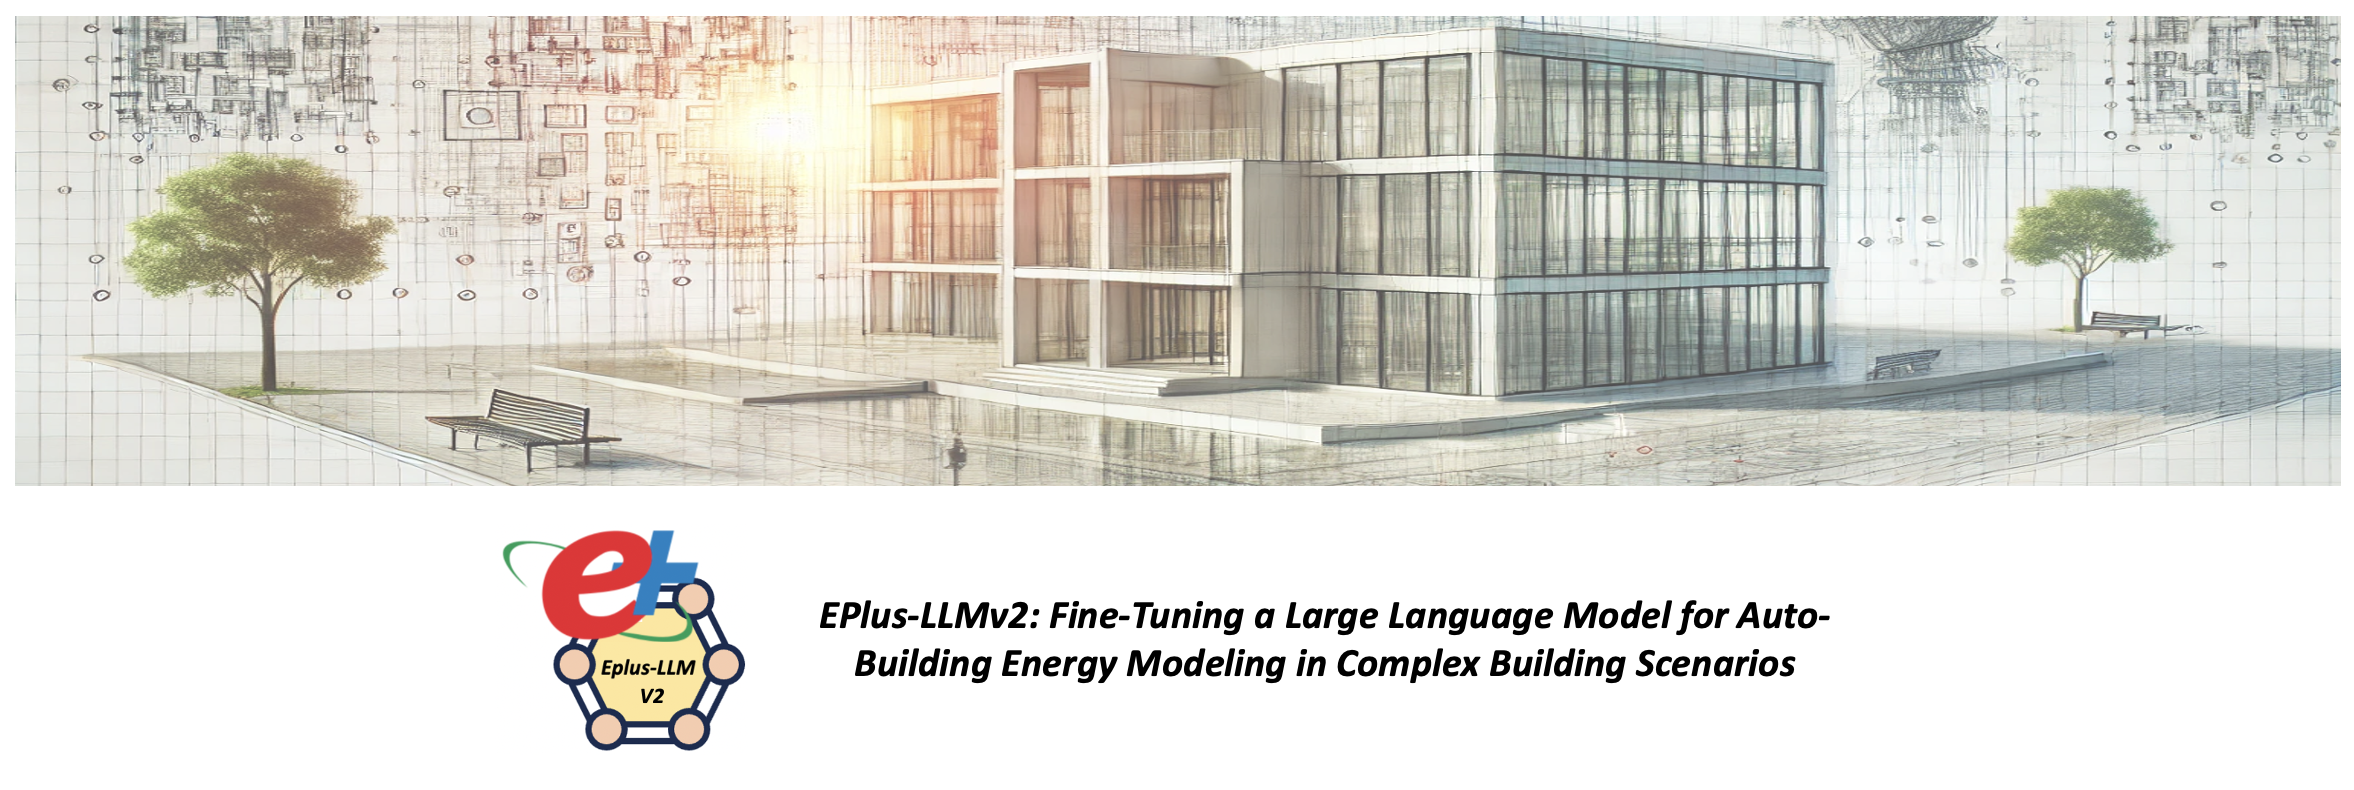 e+
Eplus-LLM
V2
EPlus-LLMv2: Fine-Tuning a Large Language Model for Auto-
Building Energy Modeling in Complex Building Scenarios